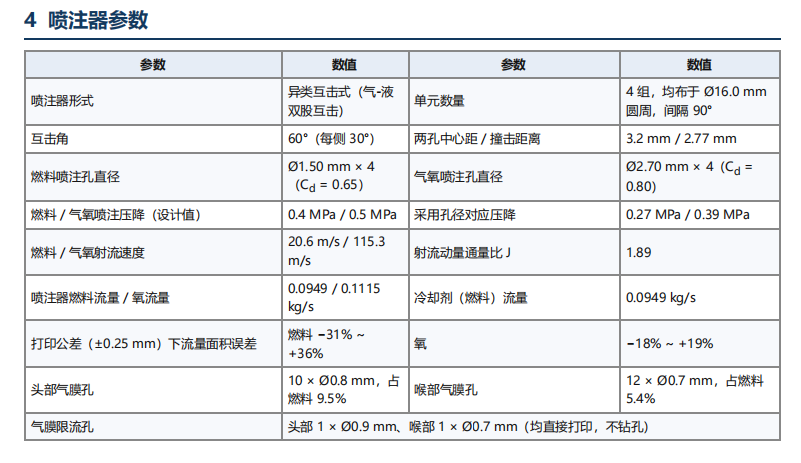 4 喷注器参数
参数 数值 参数 数值
喷注器形式 异类互击式（气-液 单元数量 4 组，均布于 Ø16.0 mm
双股互击） 圆周，间隔 90°
互击角 60°（每侧 30°） 两孔中心距 / 撞击距离 3.2 mm / 2.77 mm
燃料喷注孔直径 Ø1.50 mm × 4 气氧喷注孔直径 Ø2.70 mm × 4（Cd =
（Cd = 0.65） 0.80）
燃料 / 气氧喷注压降（设计值） 0.4 MPa / 0.5 MPa 采用孔径对应压降 0.27 MPa / 0.39 MPa
燃料 / 气氧射流速度 20.6 m/s / 115.3 射流动量通量比 J 1.89
m/s
喷注器燃料流量 / 氧流量 0.0949 / 0.1115 冷却剂（燃料）流量 0.0949 kg/s
kg/s
打印公差（±0.25 mm）下流量面积误差 燃料 −31% ~ 氧 −18% ~ +19%
+36%
头部气膜孔 10 × Ø0.8 mm，占 喉部气膜孔 12 × Ø0.7 mm，占燃料
燃料 9.5% 5.4%
气膜限流孔 头部 1 × Ø0.9 mm、喉部 1 × Ø0.7 mm（均直接打印，不钻孔）